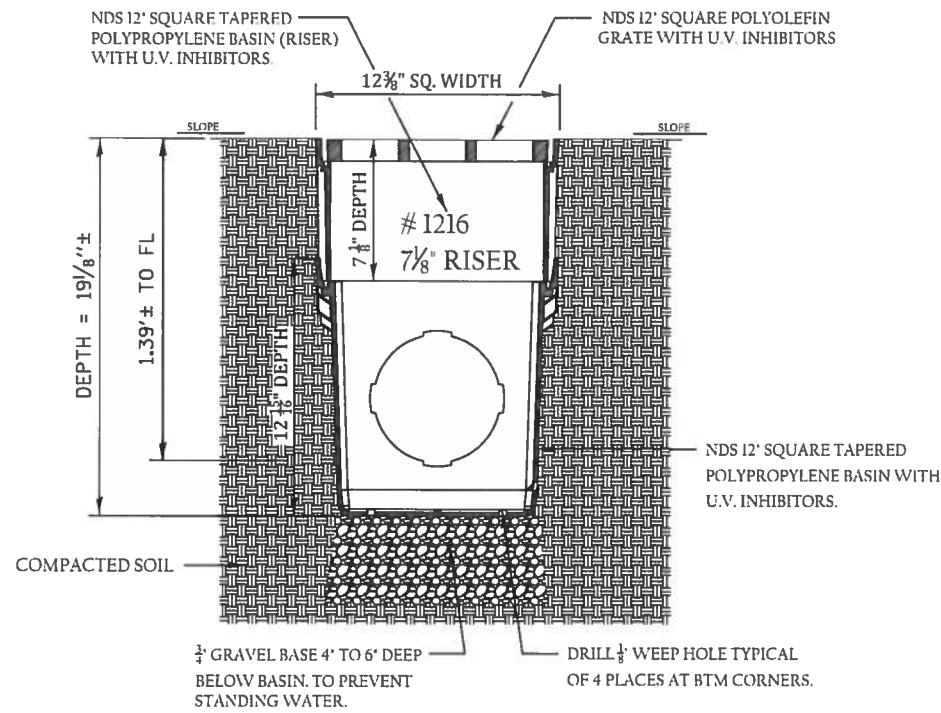 NDS 12" SQUARE TAPERED
POLYPROPYLENE BASIN (RISER)
WITH U.V. INHIBITORS.
NDS 12" SQUARE POLYOLEFIN
GRATE WITH U.V. INHIBITORS
12⅜" SQ. WIDTH
SLOPE
SLOPE
DEPTH = 19⅛"±
1.39'± TO FL
7 ⅛" DEPTH
# 1216
7⅛" RISER
12 15/16" DEPTH
NDS 12" SQUARE TAPERED
POLYPROPYLENE BASIN WITH
U.V. INHIBITORS.
COMPACTED SOIL
¾" GRAVEL BASE 4" TO 6" DEEP
BELOW BASIN. TO PREVENT
STANDING WATER.
DRILL ⅛" WEEP HOLE TYPICAL
OF 4 PLACES AT BTM CORNERS.